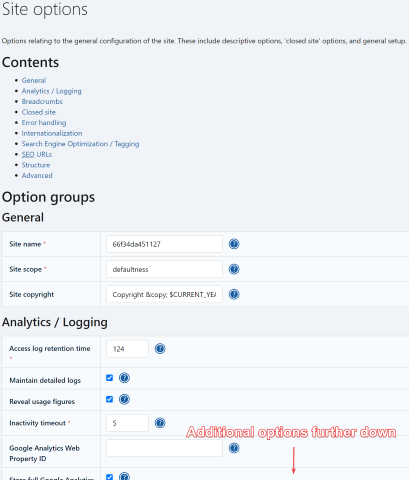 Site options
Options relating to the general configuration of the site. These include descriptive options, 'closed site' options, and general setup.
Contents
General
Analytics / Logging
Breadcrumbs
Closed site
Error handling
Internationalization
Search Engine Optimization / Tagging
SEO URLs
Structure
Advanced
Option groups
General
Site name * 66f34da451127 ?
Site scope * defaultness ?
Site copyright Copyright &copy; $CURRENT_YEA ?
Analytics / Logging
Access log retention time 124 ?
*
Maintain detailed logs ?
Reveal usage figures ?
Inactivity timeout * 5 ?
Additional options further down
Google Analytics Web ?
Property ID
Store full Google Analytics ?